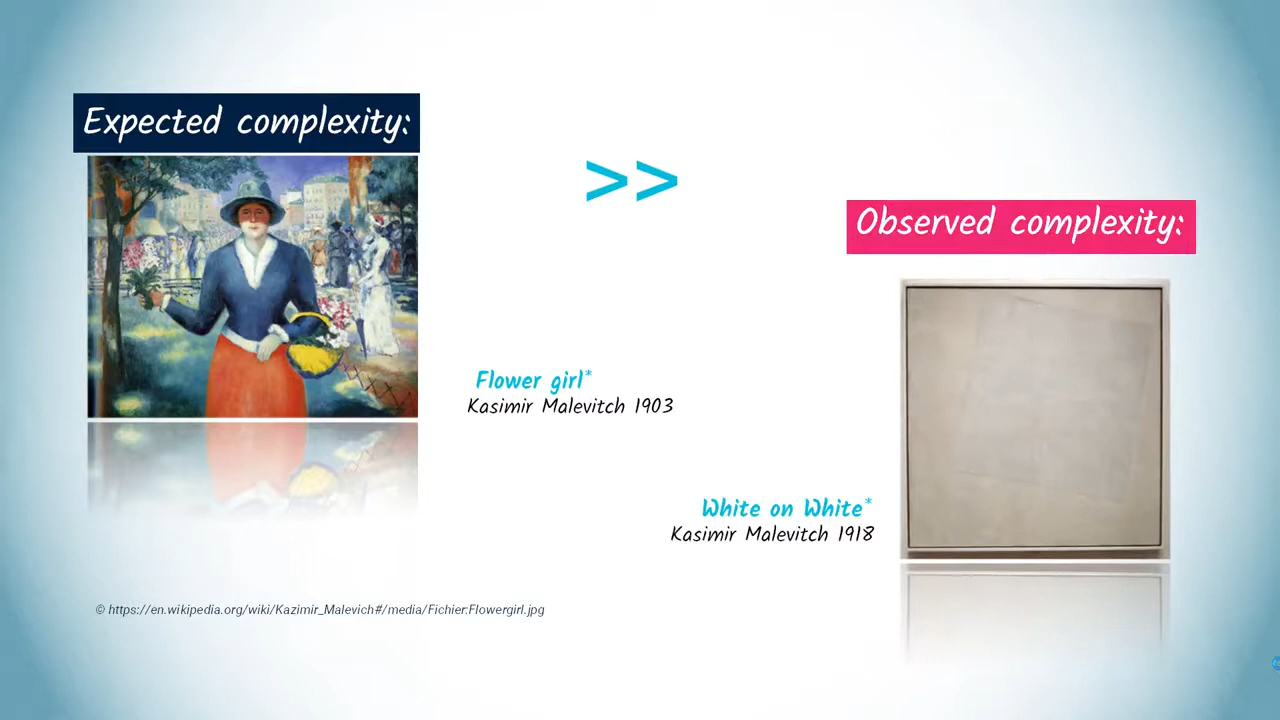 Expected complexity:
>>
Observed complexity:
Flower girl*
Kasimir Malevitch 1903
White on White*
Kasimir Malevitch 1918
© https://en.wikipedia.org/wiki/Kazimir_Malevich#/media/Fichier:Flowergirl.jpg